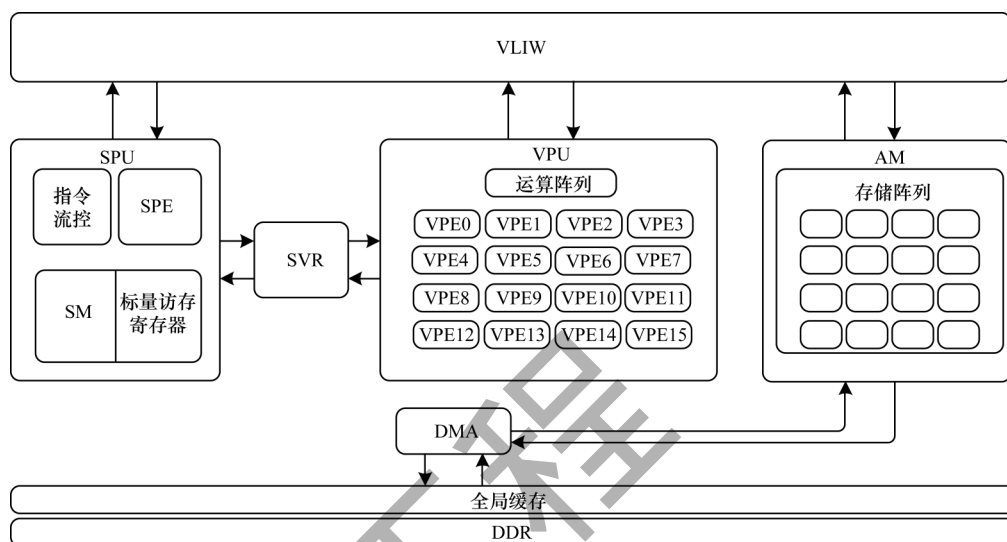 VLIW
SPU
指令
流控
SPE
SM
标量访存
寄存器
SVR
VPU
运算阵列
VPE0 VPE1 VPE2 VPE3
VPE4 VPE5 VPE6 VPE7
VPE8 VPE9 VPE10 VPE11
VPE12 VPE13 VPE14 VPE15
AM
存储阵列
DMA
全局缓存
DDR
工程